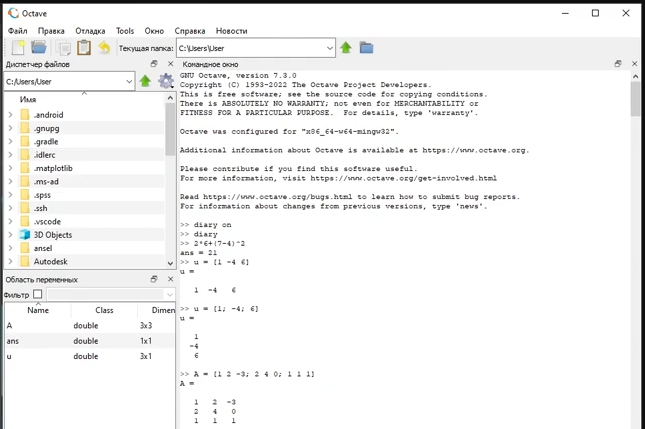 Octave
Файл Правка Отладка Tools Окно Справка Новости
Текущая папка: C:\Users\User
Диспетчер файлов
C:/Users/User
Имя
.android
.gnupg
.gradle
.idlerc
.matplotlib
.ms-ad
.spss
.ssh
.vscode
3D Objects
ansel
Autodesk
Область переменных
Фильтр
Name Class Dimen
A double 3x3
ans double 1x1
u double 3x1
Командное окно
GNU Octave, version 7.3.0
Copyright (C) 1993-2022 The Octave Project Developers.
This is free software; see the source code for copying conditions.
There is ABSOLUTELY NO WARRANTY; not even for MERCHANTABILITY or
FITNESS FOR A PARTICULAR PURPOSE.  For details, type 'warranty'.
Octave was configured for "x86_64-w64-mingw32".
Additional information about Octave is available at https://www.octave.org.
Please contribute if you find this software useful.
For more information, visit https://www.octave.org/get-involved.html
Read https://www.octave.org/bugs.html to learn how to submit bug reports.
For information about changes from previous versions, type 'news'.
>> diary on
>> diary
>> 2*6+(7-4)^2
ans = 21
>> u = [1 -4 6]
u =
1 -4 6
>> u = [1; -4; 6]
u =
1
-4
6
>> A = [1 2 -3; 2 4 0; 1 1 1]
A =
1 2 -3
2 4 0
1 1 1